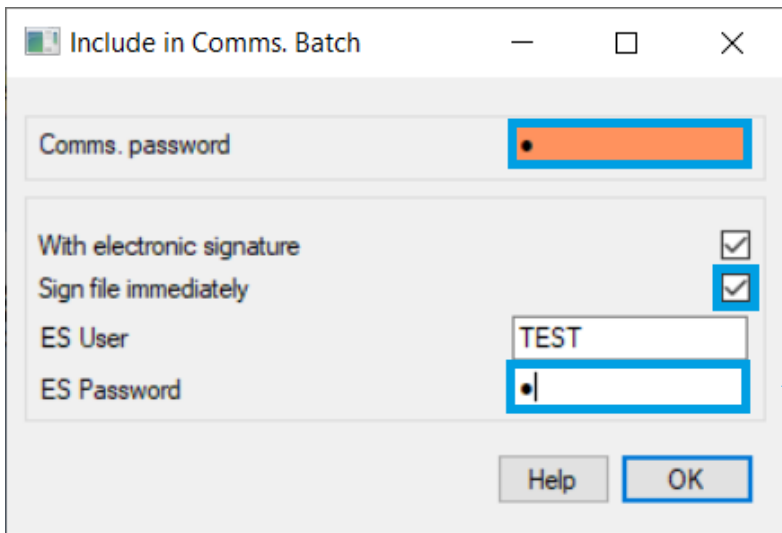 Include in Comms. Batch
Comms. password ●
With electronic signature
Sign file immediately
ES User TEST
ES Password ●
Help OK